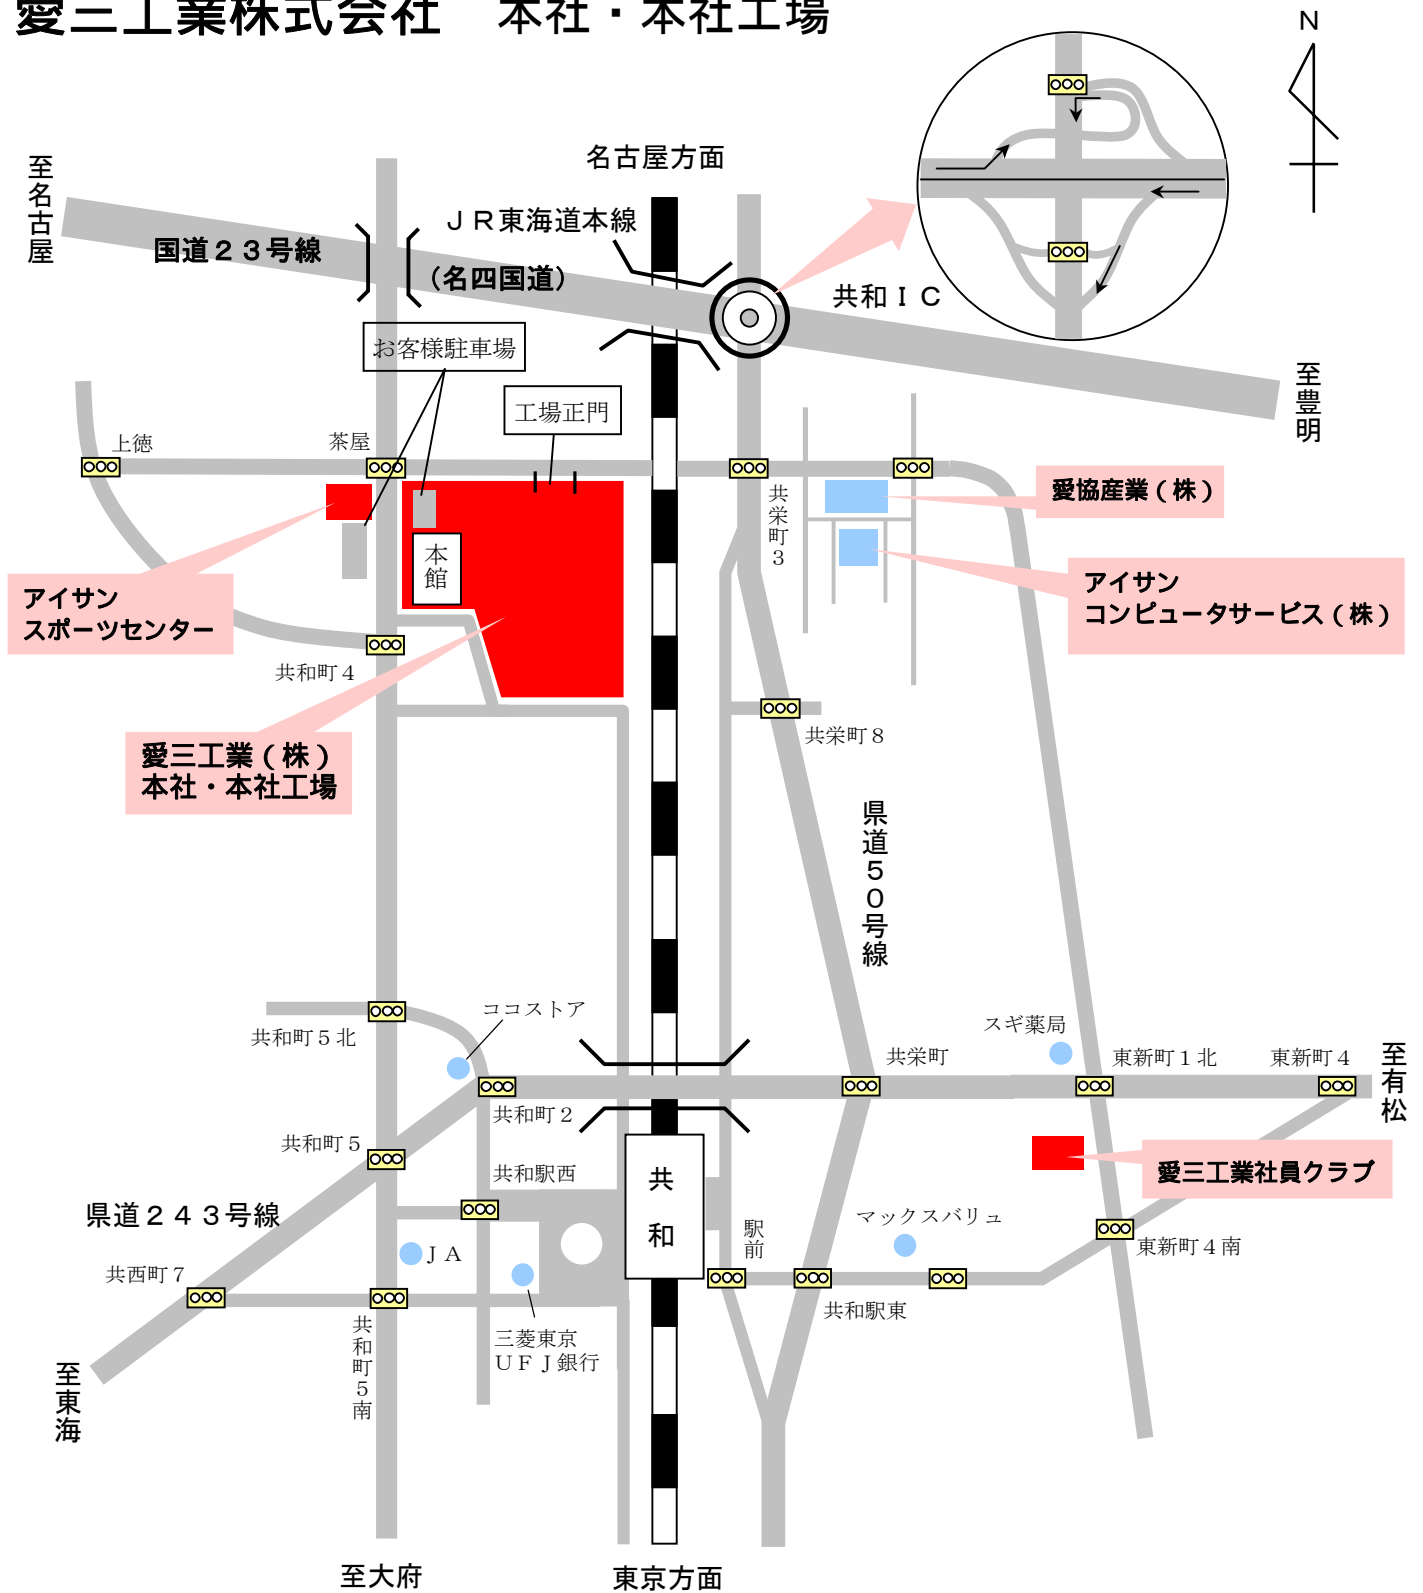 愛三工業株式会社　本社・本社工場
N
至名古屋
名古屋方面
ＪＲ東海道本線
国道２３号線
（名四国道）
共和ＩＣ
お客様駐車場
工場正門
至豊明
上徳
茶屋
共栄町３
愛協産業（株）
本館
アイサン
コンピュータサービス（株）
アイサン
スポーツセンター
共和町４
共栄町８
愛三工業（株）
本社・本社工場
県道５０号線
ココストア
共和町５北
スギ薬局
共栄町
東新町１北
東新町４
至有松
共和町２
共和町５
共和駅西
共和
愛三工業社員クラブ
県道２４３号線
マックスバリュ
駅前
東新町４南
ＪＡ
共西町７
共和駅東
共和町５南
三菱東京
ＵＦＪ銀行
至東海
至大府
東京方面